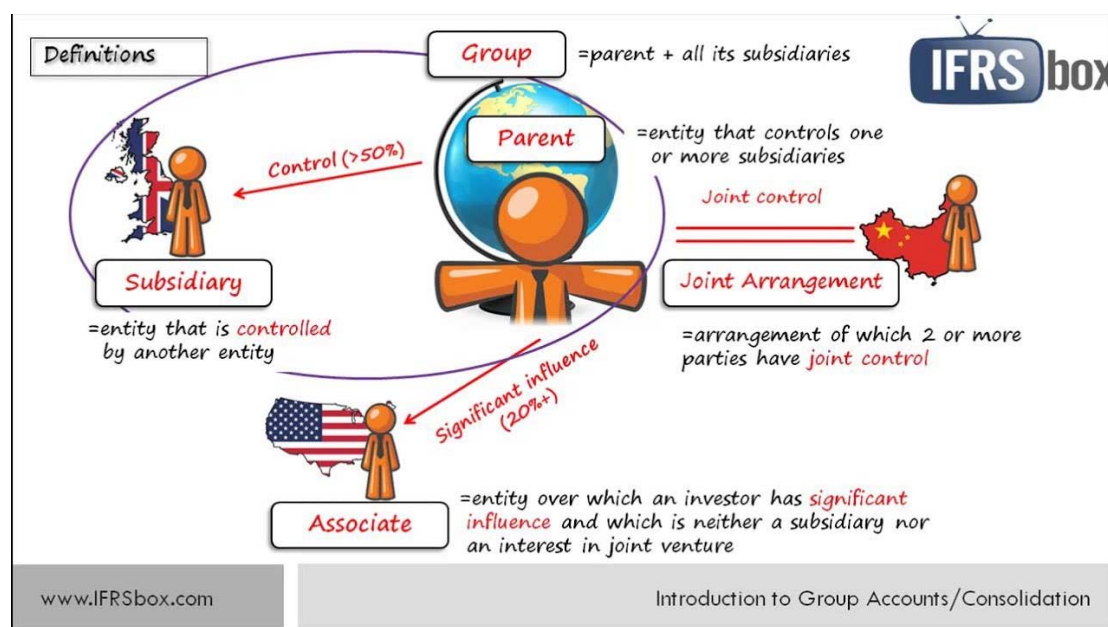 Definitions
Group
=parent + all its subsidiaries
IFRS box
Parent
=entity that controls one
or more subsidiaries
Control (>50%)
Joint control
Subsidiary
=entity that is controlled
by another entity
Joint Arrangement
=arrangement of which 2 or more
parties have joint control
Significant influence
(20%+)
Associate
=entity over which an investor has significant
influence and which is neither a subsidiary nor
an interest in joint venture
www.IFRSbox.com
Introduction to Group Accounts/Consolidation